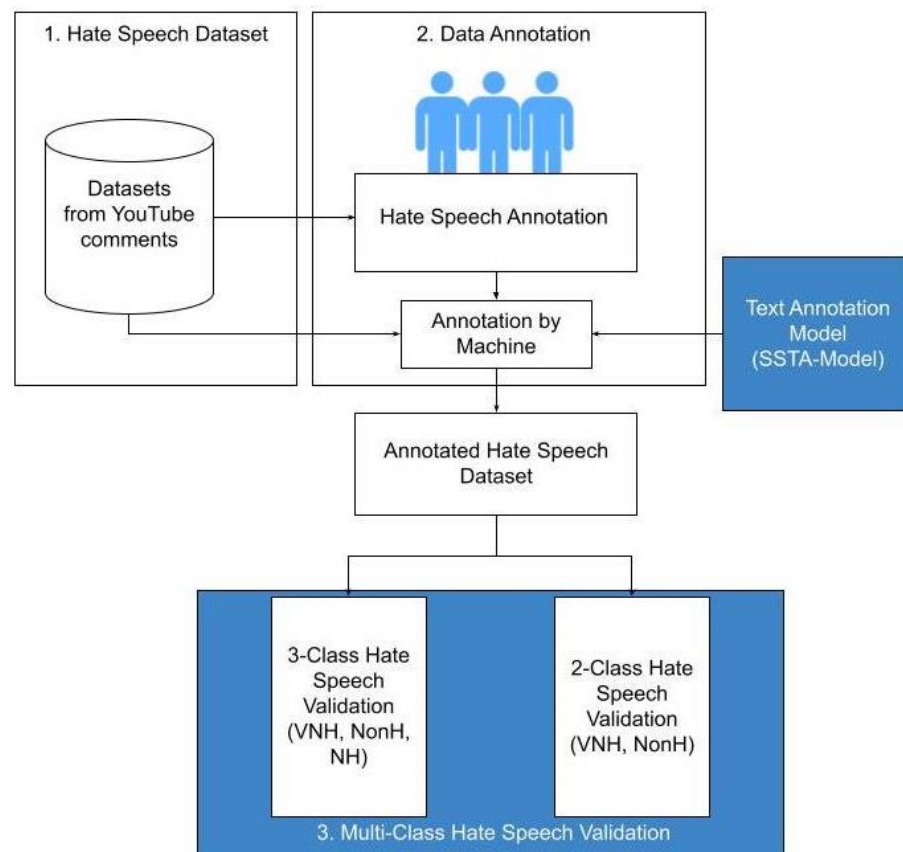 1. Hate Speech Dataset
2. Data Annotation
Datasets
from YouTube
comments
Hate Speech Annotation
Annotation by
Machine
Text Annotation
Model
(SSTA-Model)
Annotated Hate Speech
Dataset
3-Class Hate
Speech
Validation
(VNH, NonH,
NH)
2-Class Hate
Speech
Validation
(VNH, NonH)
3. Multi-Class Hate Speech Validation